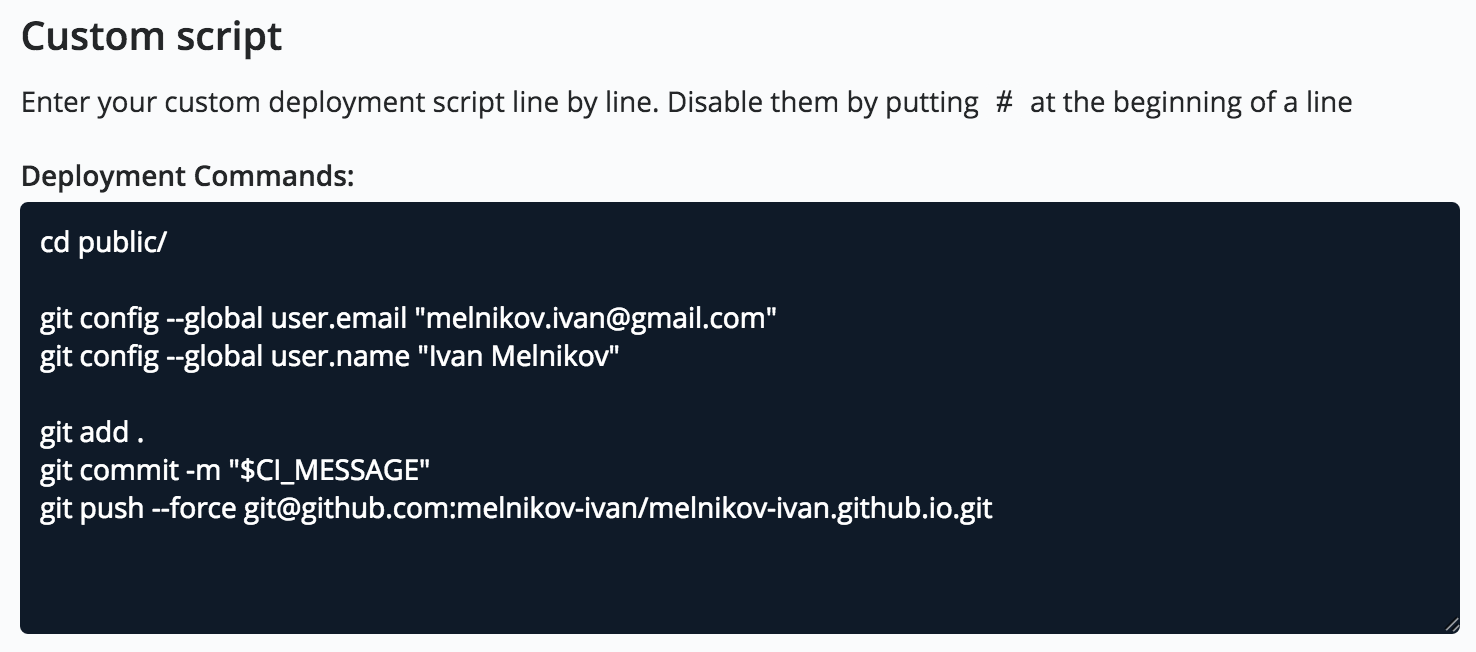 Custom script
Enter your custom deployment script line by line. Disable them by putting # at the beginning of a line
Deployment Commands:
cd public/
git config --global user.email "melnikov.ivan@gmail.com"
git config --global user.name "Ivan Melnikov"
git add .
git commit -m "$CI_MESSAGE"
git push --force git@github.com:melnikov-ivan/melnikov-ivan.github.io.git